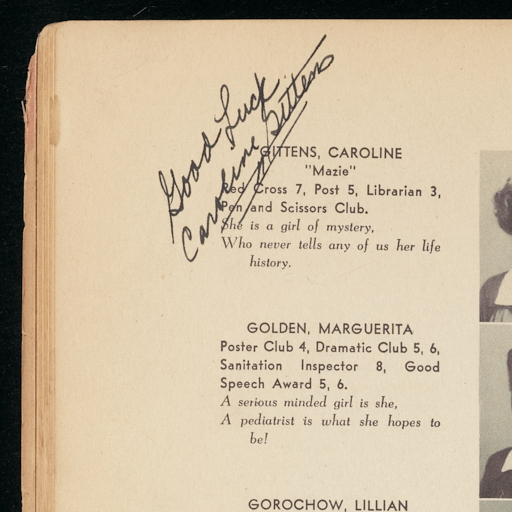 Good Luck
Caroline Gittens
GITTENS, CAROLINE
"Mazie"
Red Cross 7, Post 5, Librarian 3,
Pen and Scissors Club.
She is a girl of mystery,
Who never tells any of us her life
history.
GOLDEN, MARGUERITA
Poster Club 4, Dramatic Club 5, 6,
Sanitation Inspector 8, Good
Speech Award 5, 6.
A serious minded girl is she,
A pediatrist is what she hopes to
be!
GOROCHOW, LILLIAN